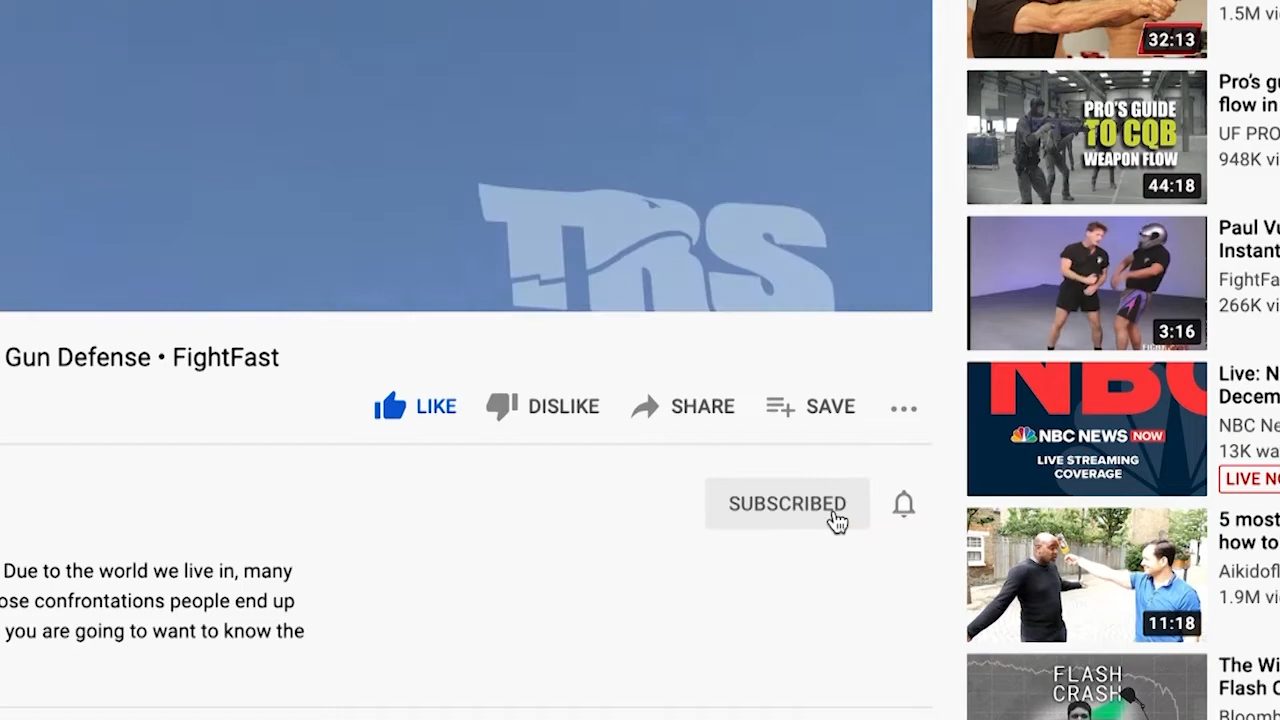 TRS
Gun Defense • FightFast
LIKE
DISLIKE
SHARE
SAVE
SUBSCRIBED
Due to the world we live in, many
ose confrontations people end up
you are going to want to know the
1.5M vi
32:13
PRO'S GUIDE
TO CQB
WEAPON FLOW
44:18
Pro's gu
flow in
UF PRO
948K vi
3:16
Paul Vu
Instant
FightFa
266K vi
NBC
NBC NEWS NOW
LIVE STREAMING
COVERAGE
Live: N
Decem
NBC Ne
13K wa
LIVE NO
11:18
5 most
how to
Aikidofl
1.9M vi
FLASH
CRASH
The Wi
Flash C
Bloomb